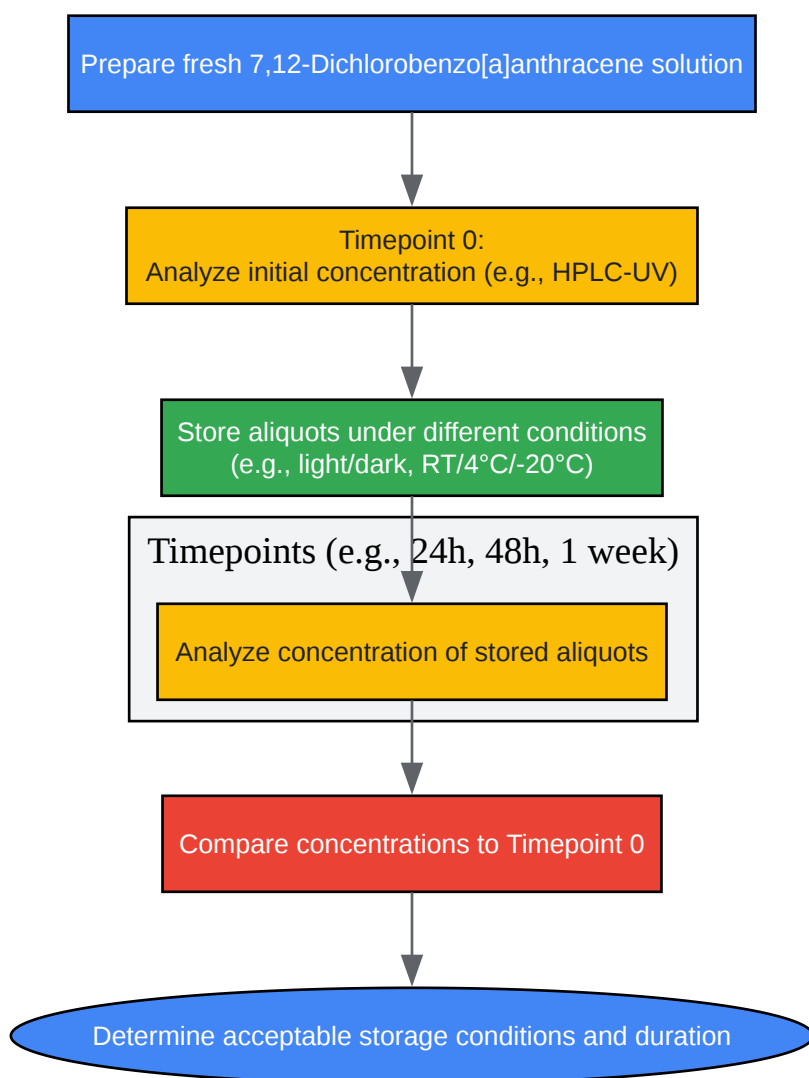 Prepare fresh 7,12-Dichlorobenzo[a]anthracene solution
Timepoint 0:
Analyze initial concentration (e.g., HPLC-UV)
Store aliquots under different conditions
(e.g., light/dark, RT/4°C/-20°C)
Timepoints (e.g., 24h, 48h, 1 week)
Analyze concentration of stored aliquots
Compare concentrations to Timepoint 0
Determine acceptable storage conditions and duration